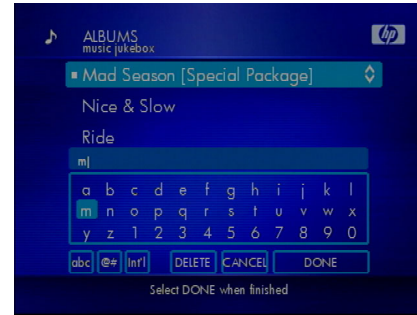 ALBUMS
music jukebox
hp
Mad Season [Special Package]
Nice & Slow
Ride
m
a b c d e f g h i j k l
m n o p q r s t u v w x
y z 1 2 3 4 5 6 7 8 9 0
abc @# Int'l DELETE CANCEL DONE
Select DONE when finished